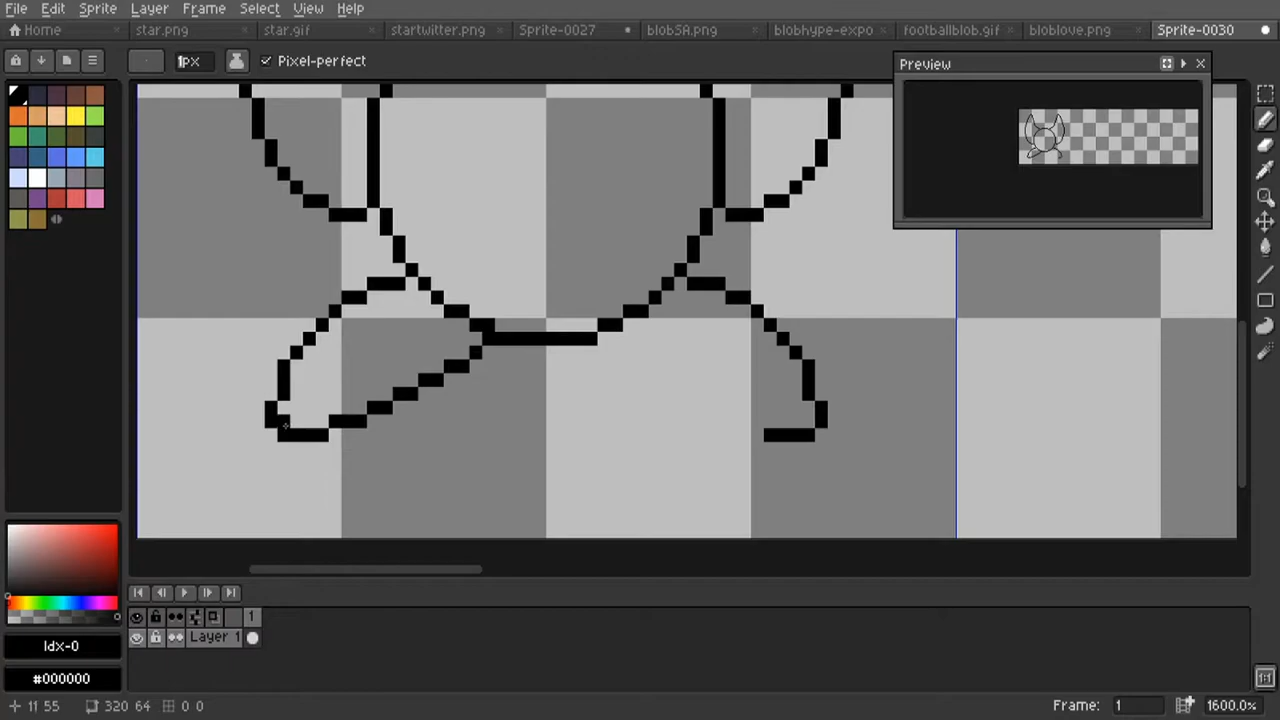 File Edit Sprite Layer Frame Select View Help
Home star.png star.gif startwitter.png Sprite-0027 blobSA.png blobhype-expo footballblob.gif bloblove.png Sprite-0030
1px Pixel-perfect
Preview
1
Layer 1
Idx-0
#000000
11 55 320 64 0 0 Frame: 1 1600.0%
1:1